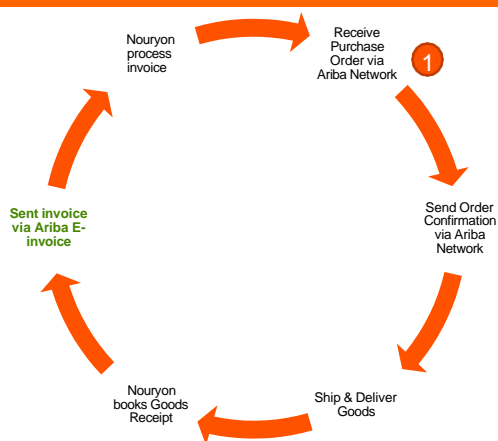 Receive
Purchase
Order via
Ariba Network
1
Send Order
Confirmation
via Ariba
Network
Ship & Deliver
Goods
Nouryon
books Goods
Receipt
Sent invoice
via Ariba E-
invoice
Nouryon
process
invoice